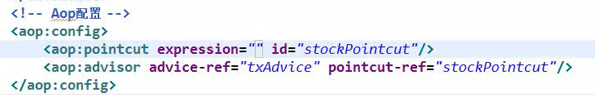 <!-- Aop配置 -->
<aop:config>
<aop:pointcut expression="" id="stockPointcut"/>
<aop:advisor advice-ref="txAdvice" pointcut-ref="stockPointcut"/>
</aop:config>